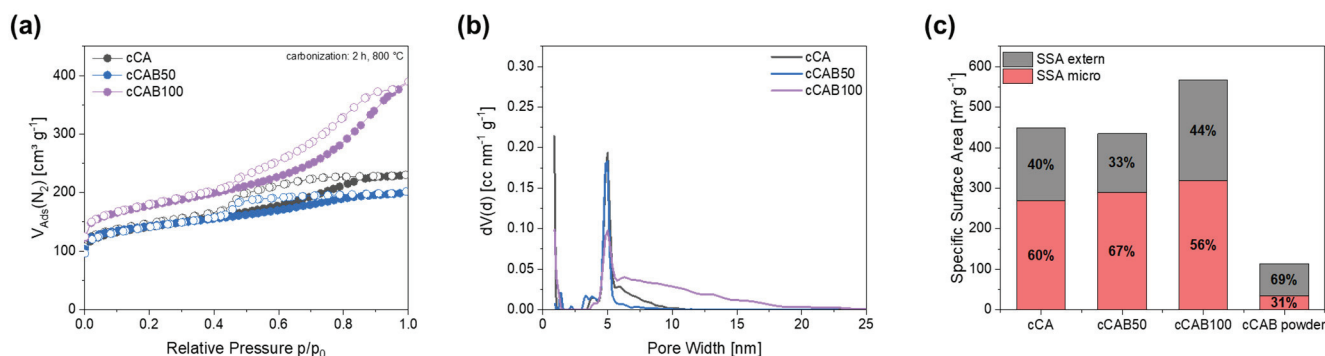 (a)
carbonization: 2 h, 800 °C
cCA
cCAB50
cCAB100
400
300
200
100
0
V_Ads(N₂) [cm³ g⁻¹]
0.0 0.2 0.4 0.6 0.8 1.0
Relative Pressure p/p₀
(b)
cCA
cCAB50
cCAB100
0.30
0.25
0.20
0.15
0.10
0.05
0.00
dV(d) [cc nm⁻¹ g⁻¹]
0 5 10 15 20 25
Pore Width [nm]
(c)
SSA extern
SSA micro
600
500
400
300
200
100
0
Specific Surface Area [m² g⁻¹]
40% 33% 44% 69%
60% 67% 56% 31%
cCA cCAB50 cCAB100 cCAB powder